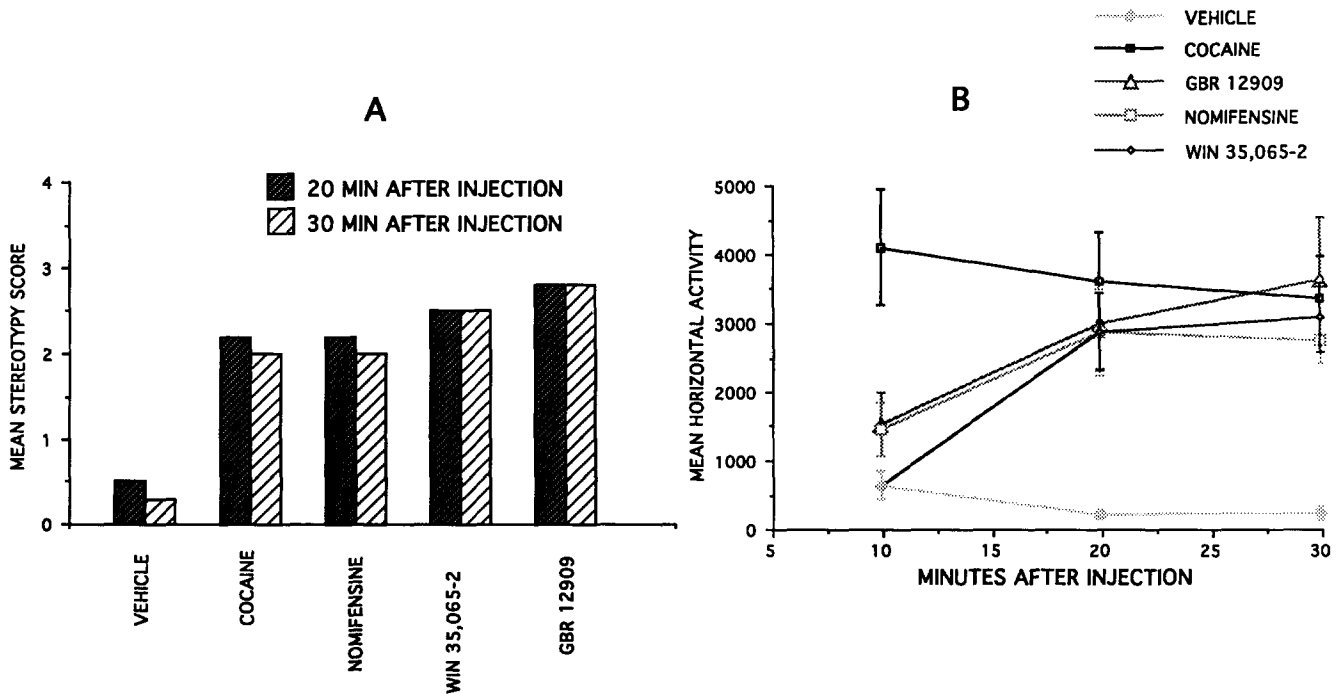 A
MEAN STEREOTYPY SCORE
4
3
2
1
0
20 MIN AFTER INJECTION
30 MIN AFTER INJECTION
VEHICLE
COCAINE
NOMIFENSINE
WIN 35,065-2
GBR 12909
B
VEHICLE
COCAINE
GBR 12909
NOMIFENSINE
WIN 35,065-2
MEAN HORIZONTAL ACTIVITY
5000
4000
3000
2000
1000
0
5 10 15 20 25 30
MINUTES AFTER INJECTION